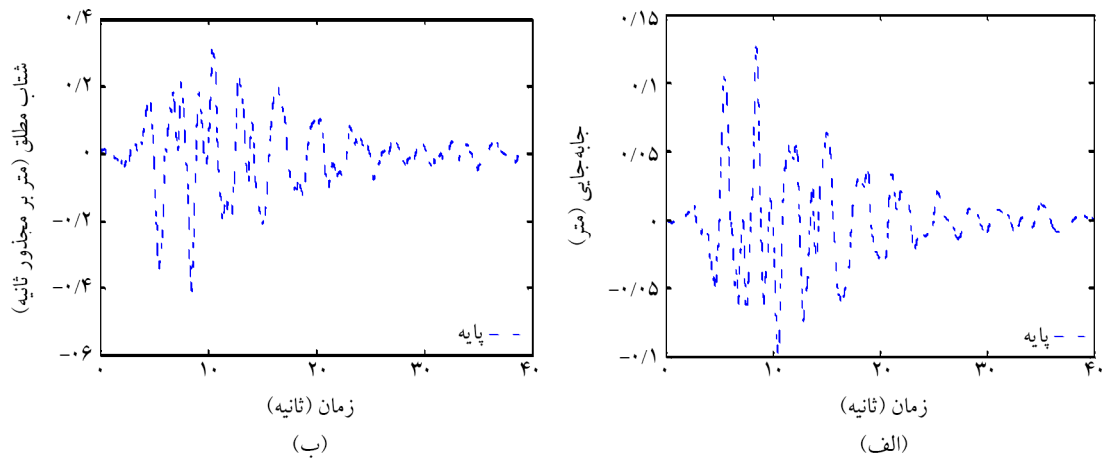 ۰/۱۵
۰/۱
۰/۰۵
۰
-۰/۰۵
-۰/۱
جابه‌جایی (متر)
پایه
۰ ۱۰ ۲۰ ۳۰ ۴۰
زمان (ثانیه)
(الف)
۰/۴
۰/۲
۰
-۰/۲
-۰/۴
-۰۶
شتاب مطلق (متر بر مجذور ثانیه)
پایه
۰ ۱۰ ۲۰ ۳۰ ۴۰
زمان (ثانیه)
(ب)